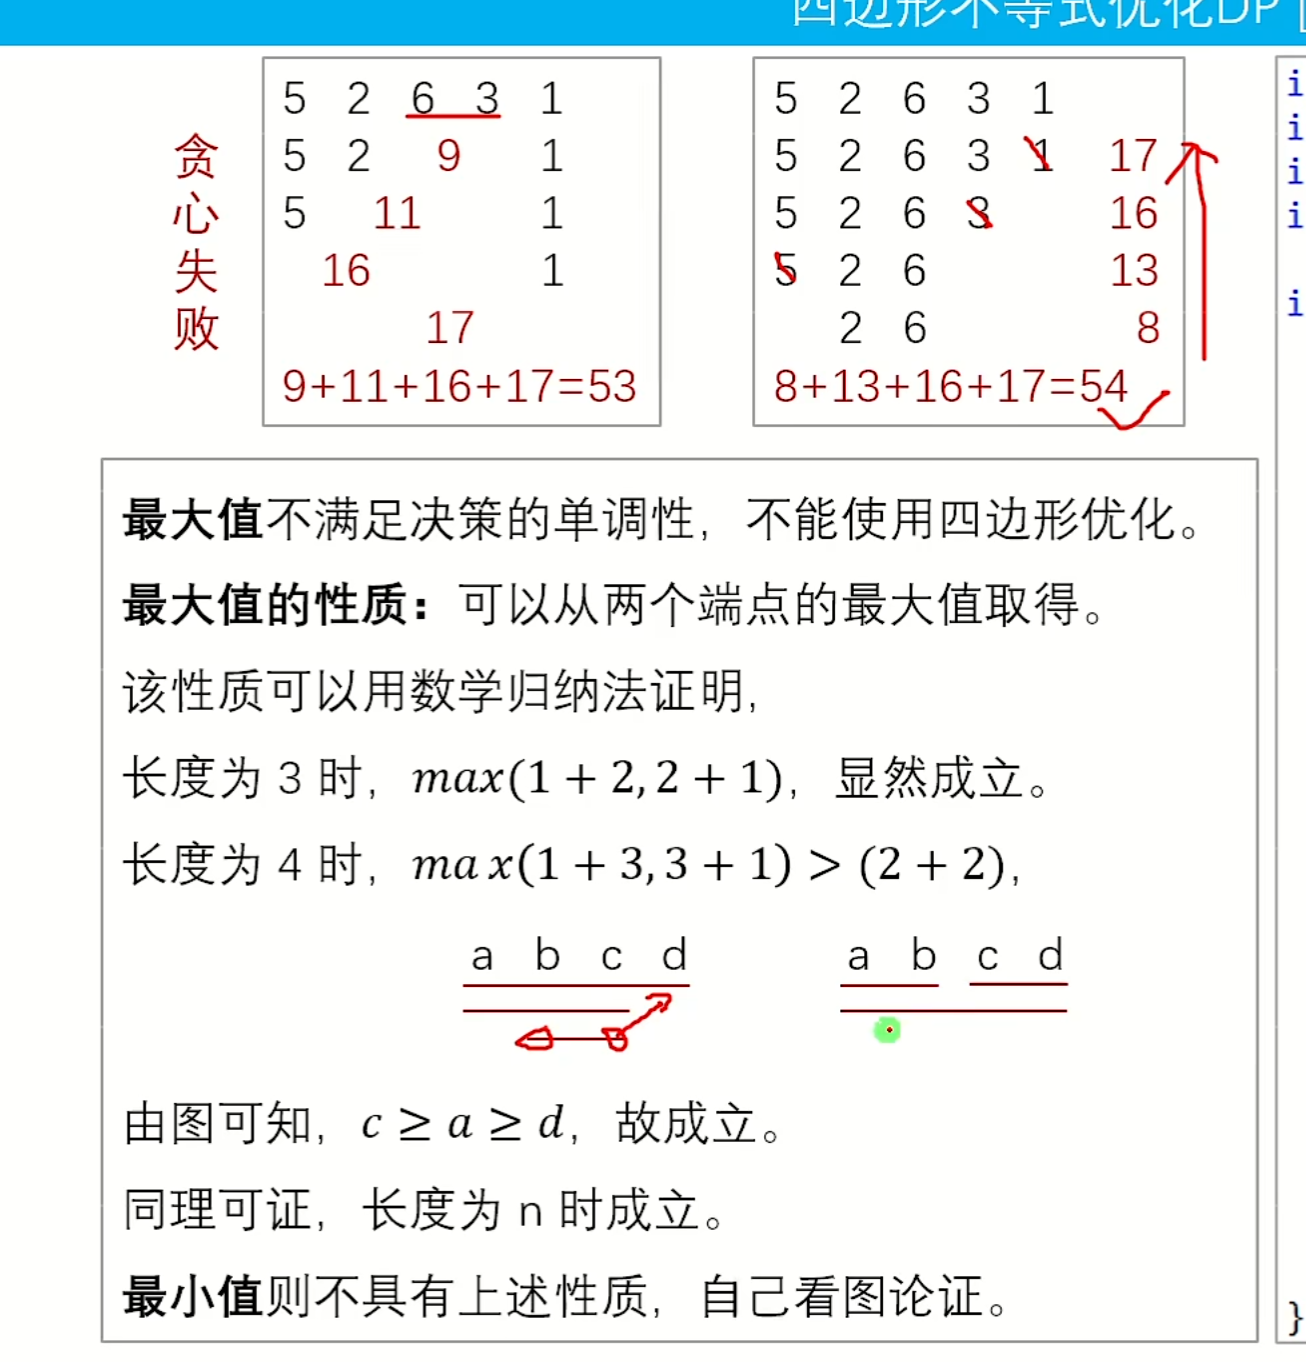 四边形不等式优化DP
贪心失败
5 2 6 3 1
5 2 9 1
5 11 1
16 1
17
9+11+16+17=53
5 2 6 3 1
5 2 6 3 1 17
5 2 6 3 16
5 2 6 13
2 6 8
8+13+16+17=54
最大值不满足决策的单调性，不能使用四边形优化。
最大值的性质：可以从两个端点的最大值取得。
该性质可以用数学归纳法证明，
长度为 3 时，max(1 + 2, 2 + 1)，显然成立。
长度为 4 时，ma x(1 + 3, 3 + 1) > (2 + 2)，
a b c d a b c d
由图可知，c ≥ a ≥ d，故成立。
同理可证，长度为 n 时成立。
最小值则不具有上述性质，自己看图论证。
i
i
i
i
i
}